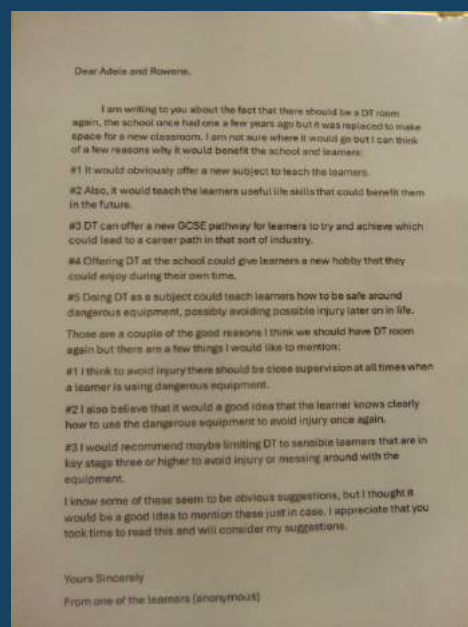 Dear Adele and Rowena,
I am writing to you about the fact that there should be a DT room
again, the school once had one a few years ago but it was replaced to make
space for a new classroom. I am not sure where it would go but I can think
of a few reasons why it would benefit the school and learners:
#1 It would obviously offer a new subject to teach the learners.
#2 Also, it would teach the learners useful life skills that could benefit them
in the future.
#3 DT can offer a new GCSE pathway for learners to try and achieve which
could lead to a career path in that sort of industry.
#4 Offering DT at the school could give learners a new hobby that they
could enjoy during their own time.
#5 Doing DT as a subject could teach learners how to be safe around
dangerous equipment, possibly avoiding possible injury later on in life.
Those are a couple of the good reasons I think we should have DT room
again but there are a few things I would like to mention:
#1 I think to avoid injury there should be close supervision at all times when
a learner is using dangerous equipment.
#2 I also believe that it would a good idea that the learner knows clearly
how to use the dangerous equipment to avoid injury once again.
#3 I would recommend maybe limiting DT to sensible learners that are in
key stage three or higher to avoid injury or messing around with the
equipment.
I know some of these seem to be obvious suggestions, but I thought it
would be a good idea to mention these just in case. I appreciate that you
took time to read this and will consider my suggestions.
Yours Sincerely
From one of the learners (anonymous)